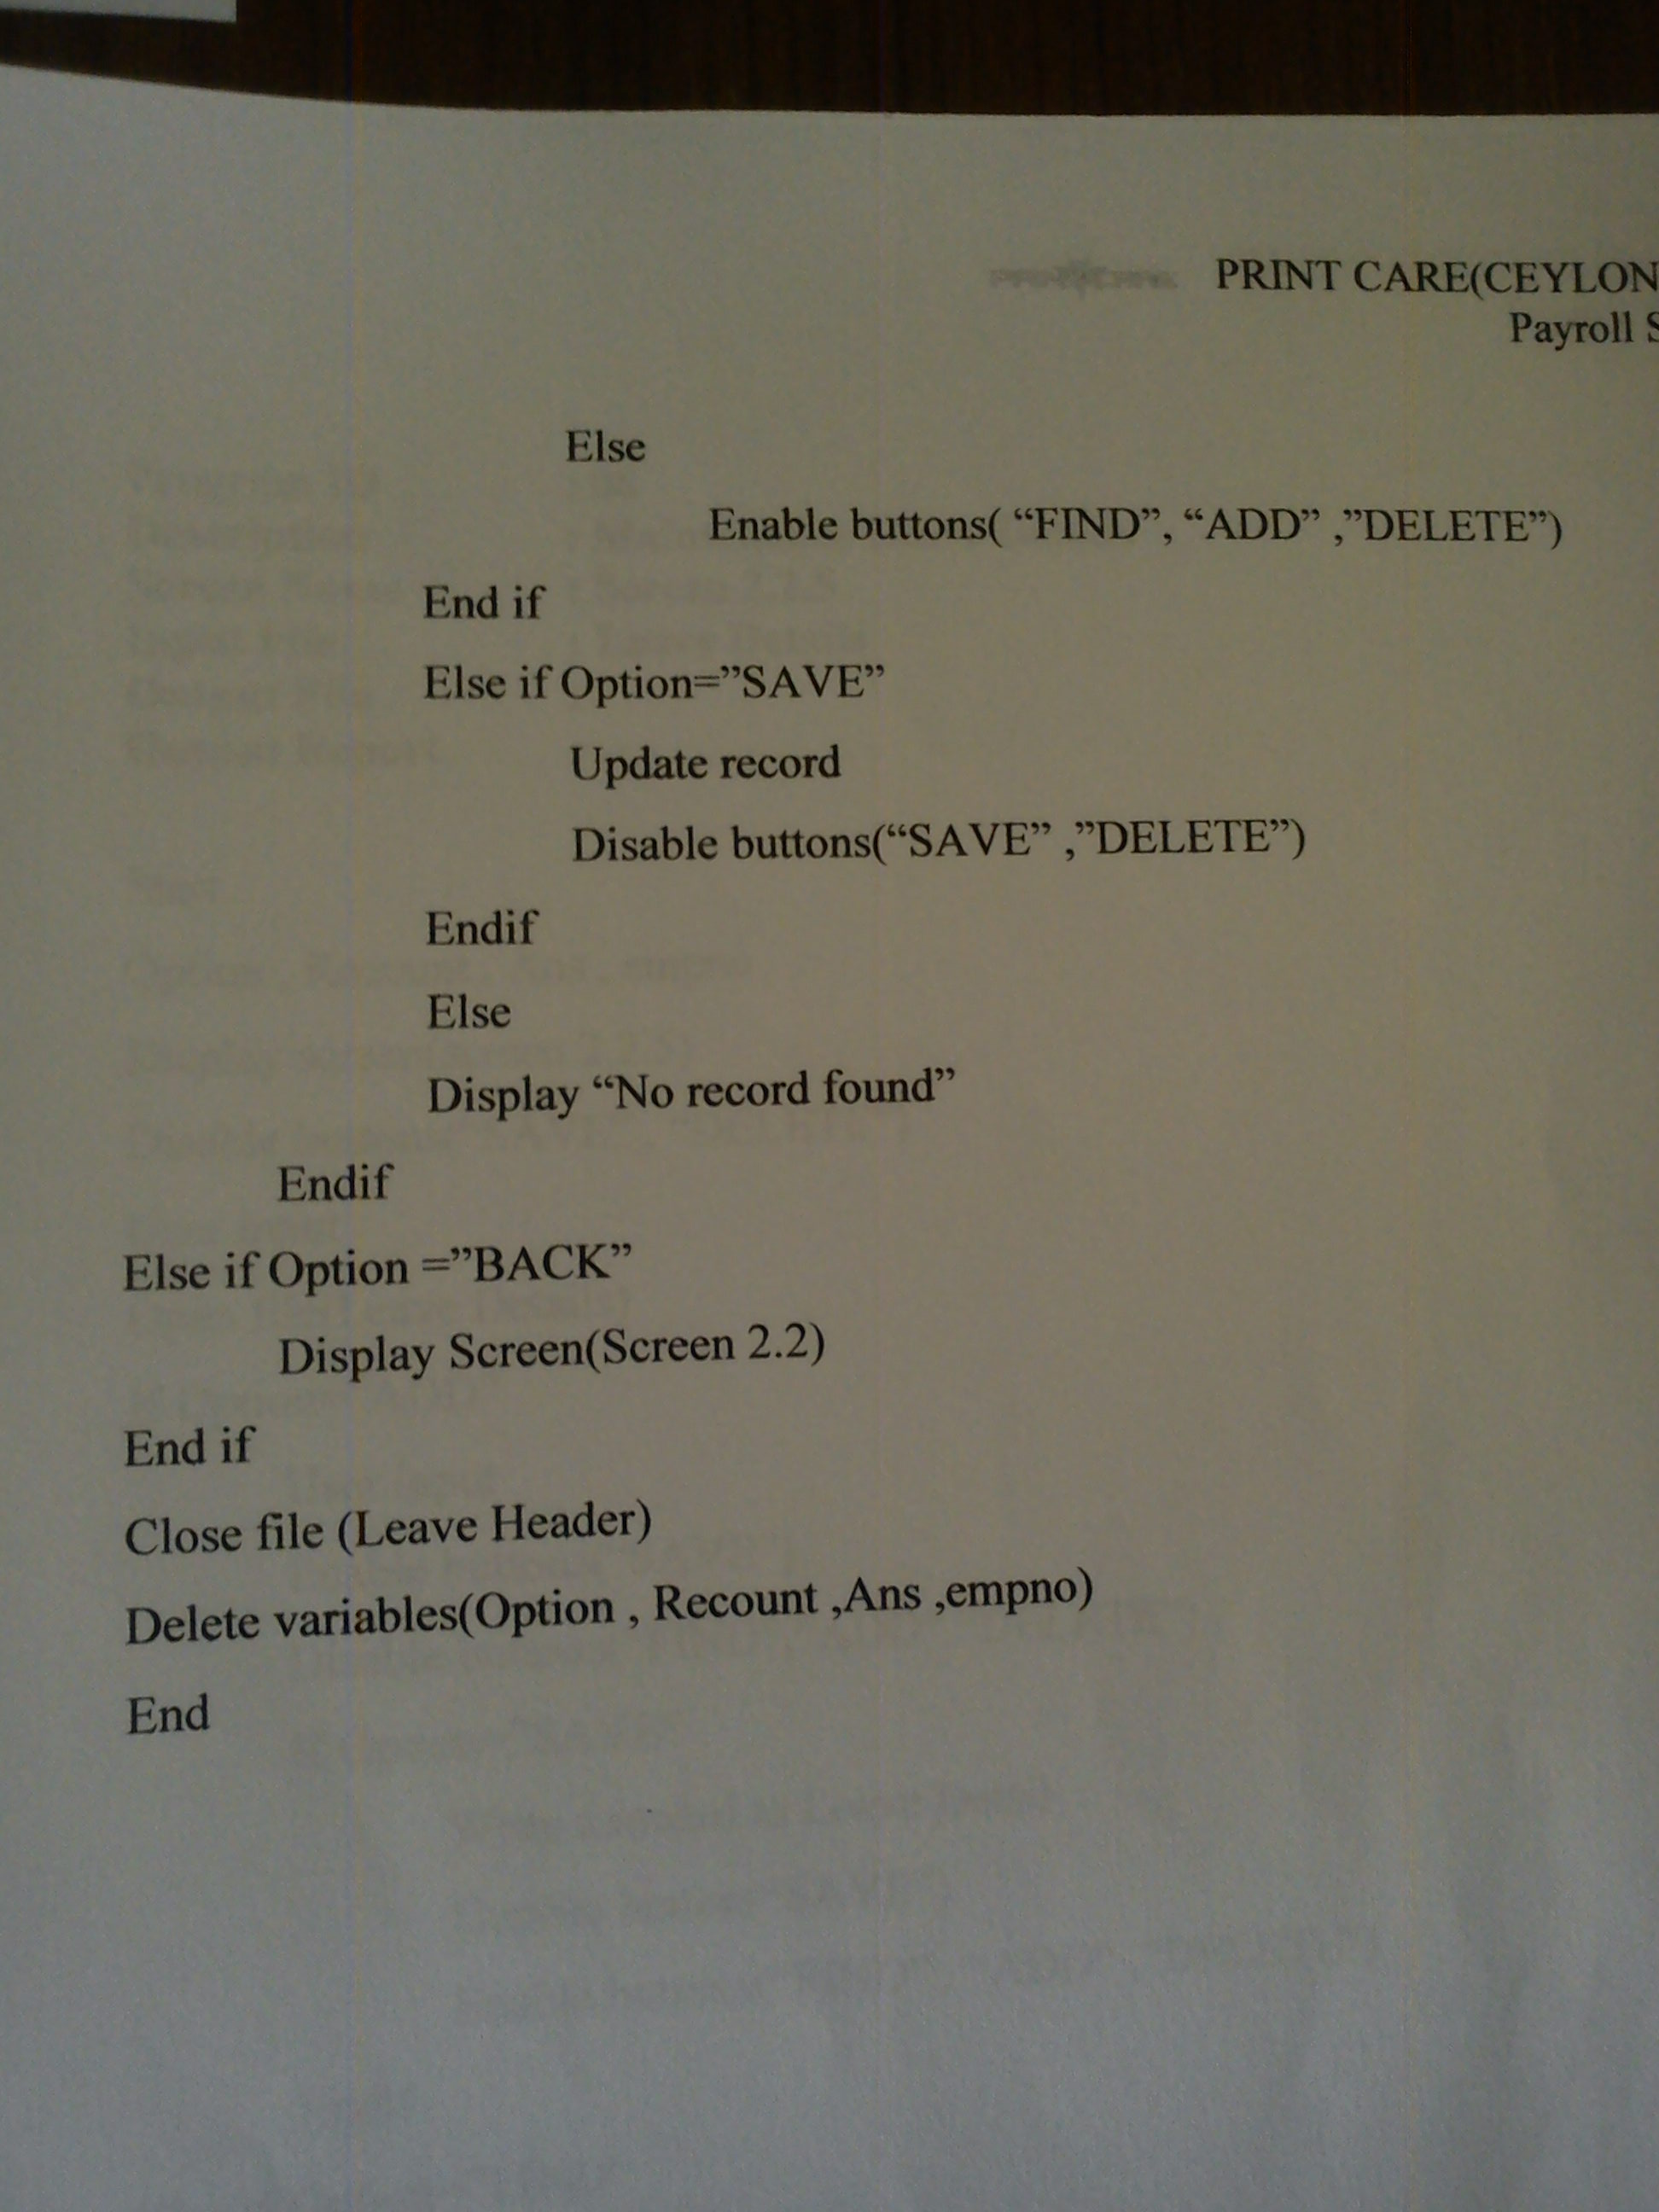 PRINT CARE(CEYLON
Payroll S
Else
Enable buttons( “FIND”, “ADD” ,”DELETE”)
End if
Else if Option=”SAVE”
Update record
Disable buttons(“SAVE” ,”DELETE”)
Endif
Else
Display “No record found”
Endif
Else if Option =”BACK”
Display Screen(Screen 2.2)
End if
Close file (Leave Header)
Delete variables(Option , Recount ,Ans ,empno)
End